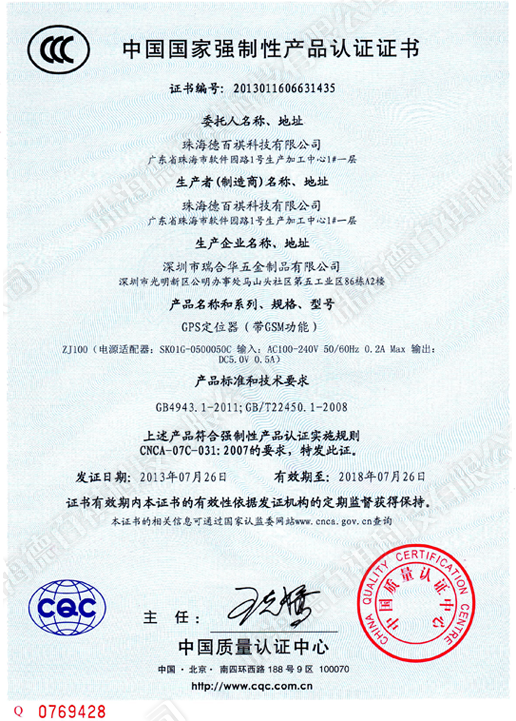 CCC
中国国家强制性产品认证证书
证书编号：2013011606631435
委托人名称、地址
珠海德百祺科技有限公司
广东省珠海市软件园路1号生产加工中心1#一层
生产者(制造商)名称、地址
珠海德百祺科技有限公司
广东省珠海市软件园路1号生产加工中心1#一层
生产企业名称、地址
深圳市瑞合华五金制品有限公司
深圳市光明新区公明办事处马山头社区第五工业区86栋A2楼
产品名称和系列、规格、型号
GPS定位器（带GSM功能）
ZJ100（电源适配器：SK01G-0500050C 输入：AC100-240V 50/60Hz 0.2A Max 输出：
DC5.0V 0.5A）
产品标准和技术要求
GB4943.1-2011;GB/T22450.1-2008
上述产品符合强制性产品认证实施规则
CNCA-07C-031:2007的要求，特发此证。
发证日期：2013年07月26日 有效期至：2018年07月26日
证书有效期内本证书的有效性依据发证机构的定期监督获得保持。
本证书的相关信息可通过国家认监委网站www.cnca.gov.cn查询
CQC
主任：
CHINA QUALITY CERTIFICATION CENTRE
中国质量认证中心
中国质量认证中心
中国・北京・南四环西路188号9区 100070
http://www.cqc.com.cn
Q 0769428